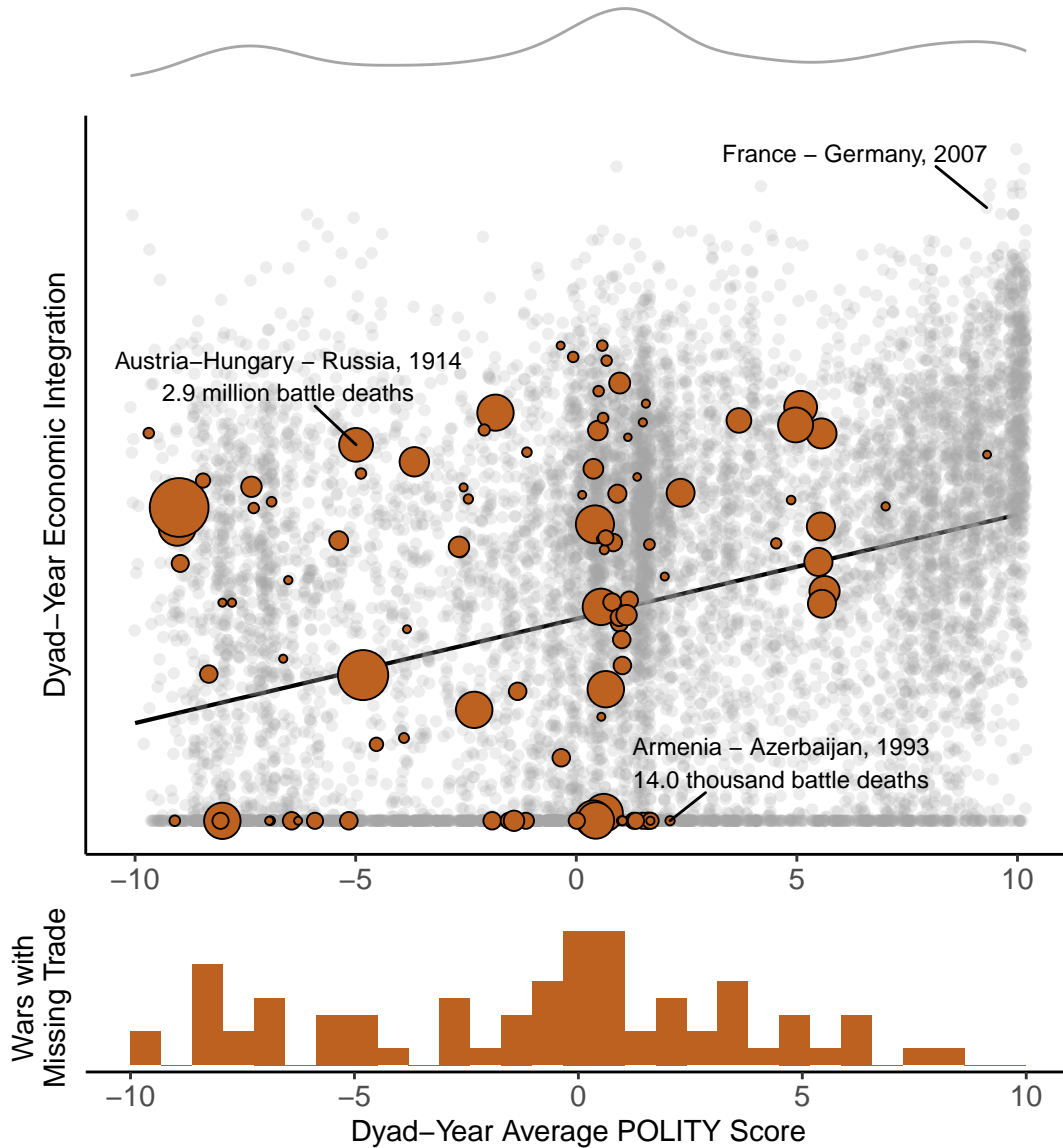 France – Germany, 2007
Austria–Hungary – Russia, 1914
2.9 million battle deaths
Armenia – Azerbaijan, 1993
14.0 thousand battle deaths
Dyad–Year Economic Integration
−10 −5 0 5 10
Wars with
Missing Trade
−10 −5 0 5 10
Dyad–Year Average POLITY Score